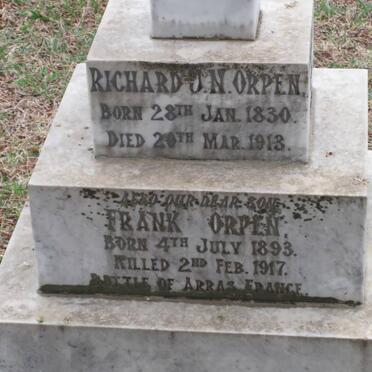 RICHARD J.N. ORPEN.
BORN 28TH JAN. 1830.
DIED 20TH MAR. 1913.
ALSO OUR DEAR SON
FRANK ORPEN.
BORN 4TH JULY 1893.
KILLED 2ND FEB. 1917.
BATTLE OF ARRAS, FRANCE.